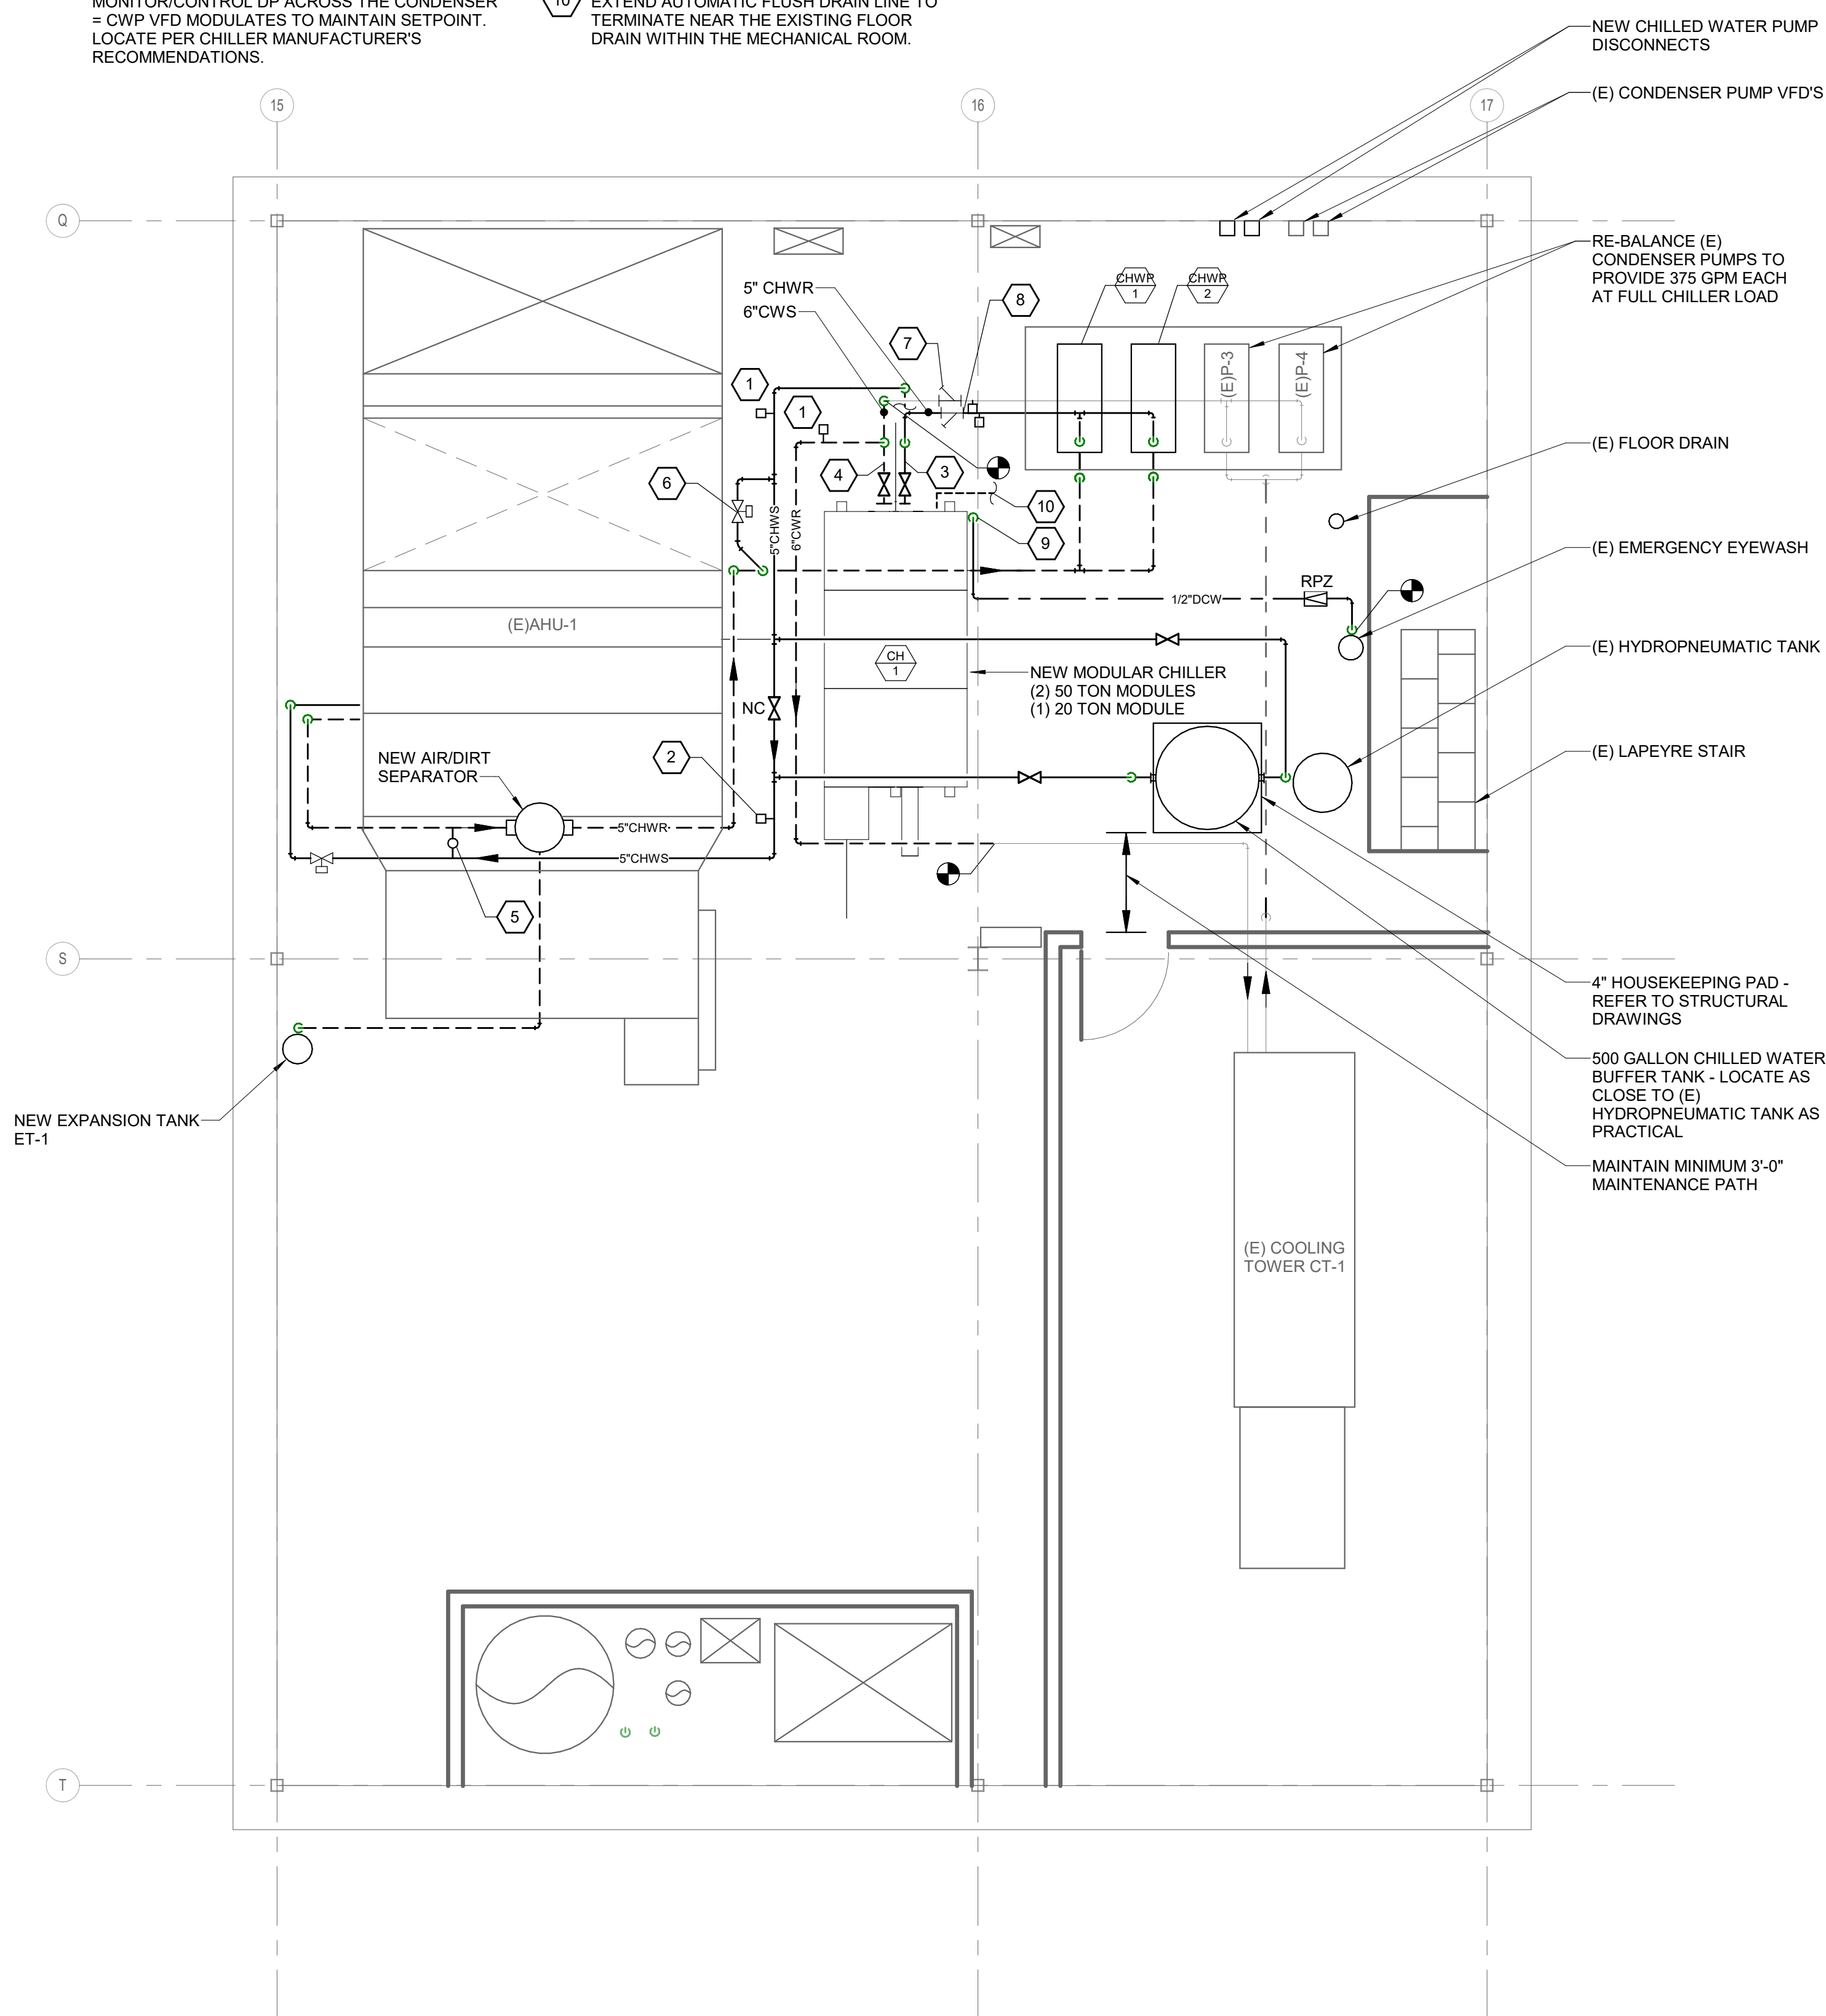 MONITOR/CONTROL DP ACROSS THE CONDENSER
= CWP VFD MODULATES TO MAINTAIN SETPOINT.
LOCATE PER CHILLER MANUFACTURER'S
RECOMMENDATIONS.
10
EXTEND AUTOMATIC FLUSH DRAIN LINE TO
TERMINATE NEAR THE EXISTING FLOOR
DRAIN WITHIN THE MECHANICAL ROOM.
NEW CHILLED WATER PUMP
DISCONNECTS
(E) CONDENSER PUMP VFD'S
15
16
17
Q
RE-BALANCE (E)
CONDENSER PUMPS TO
PROVIDE 375 GPM EACH
AT FULL CHILLER LOAD
5" CHWR
6"CWS
8
CHWP
1
CHWP
2
7
(E)P-3
(E)P-4
1
1
4
3
6
10
9
5"CHWS
6"CWR
(E) FLOOR DRAIN
(E) EMERGENCY EYEWASH
RPZ
1/2"DCW
(E)AHU-1
CH
1
NEW MODULAR CHILLER
(2) 50 TON MODULES
(1) 20 TON MODULE
(E) HYDROPNEUMATIC TANK
NC
2
NEW AIR/DIRT
SEPARATOR
(E) LAPEYRE STAIR
5"CHWR
5"CHWS
5
S
4" HOUSEKEEPING PAD -
REFER TO STRUCTURAL
DRAWINGS
500 GALLON CHILLED WATER
BUFFER TANK - LOCATE AS
CLOSE TO (E)
HYDROPNEUMATIC TANK AS
PRACTICAL
NEW EXPANSION TANK
ET-1
MAINTAIN MINIMUM 3'-0"
MAINTENANCE PATH
(E) COOLING
TOWER CT-1
T